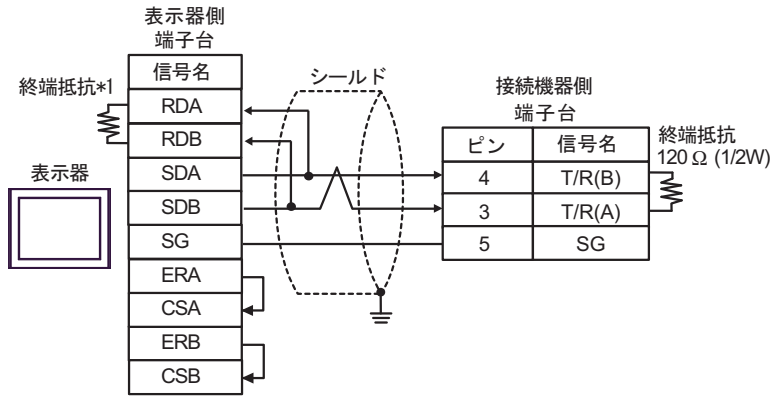 表示器側
端子台
信号名
終端抵抗*1
RDA
RDB
SDA
SDB
SG
ERA
CSA
ERB
CSB
表示器
シールド
接続機器側
端子台
ピン 信号名
4 T/R(B)
3 T/R(A)
5 SG
終端抵抗
120 Ω (1/2W)